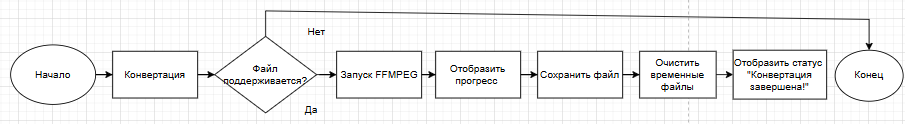 Нет
Начало
Конвертация
Файл
поддерживается?
Да
Запуск FFMPEG
Отобразить
прогресс
Сохранить файл
Очистить
временные
файлы
Отобразить статус
"Конвертация
завершена!"
Конец